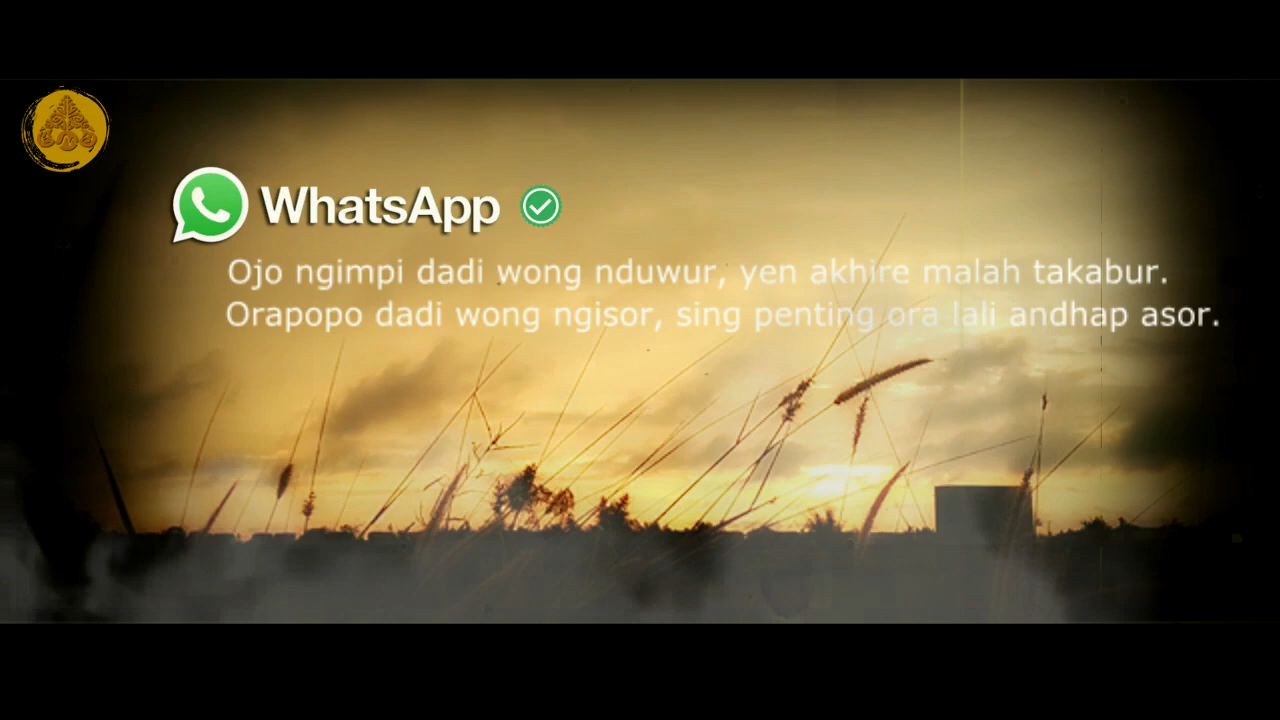 WhatsApp
Ojo ngimpi dadi wong nduwur, yen akhire malah takabur.
Orapopo dadi wong ngisor, sing penting ora lali andhap asor.